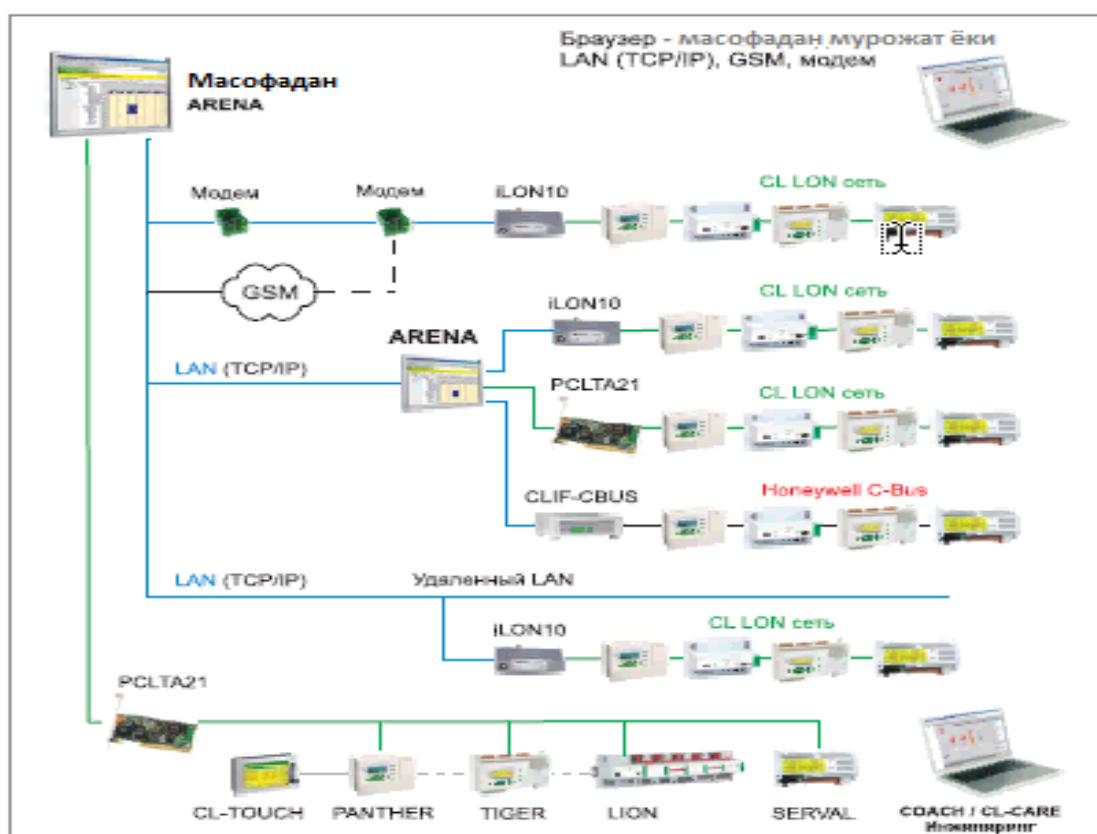 Браузер - масофадан мурожат ёки
LAN (TCP/IP), GSM, модем
Масофадан
ARENA
Модем
Модем
iLON10
CL LON сеть
GSM
iLON10
CL LON сеть
ARENA
LAN (TCP/IP)
PCLTA21
CL LON сеть
CLIF-CBUS
Honeywell C-Bus
LAN (TCP/IP)
Удаленный LAN
iLON10
CL LON сеть
PCLTA21
CL-TOUCH
PANTHER
TIGER
LION
SERVAL
COACH / CL-CARE
Инжиниринг